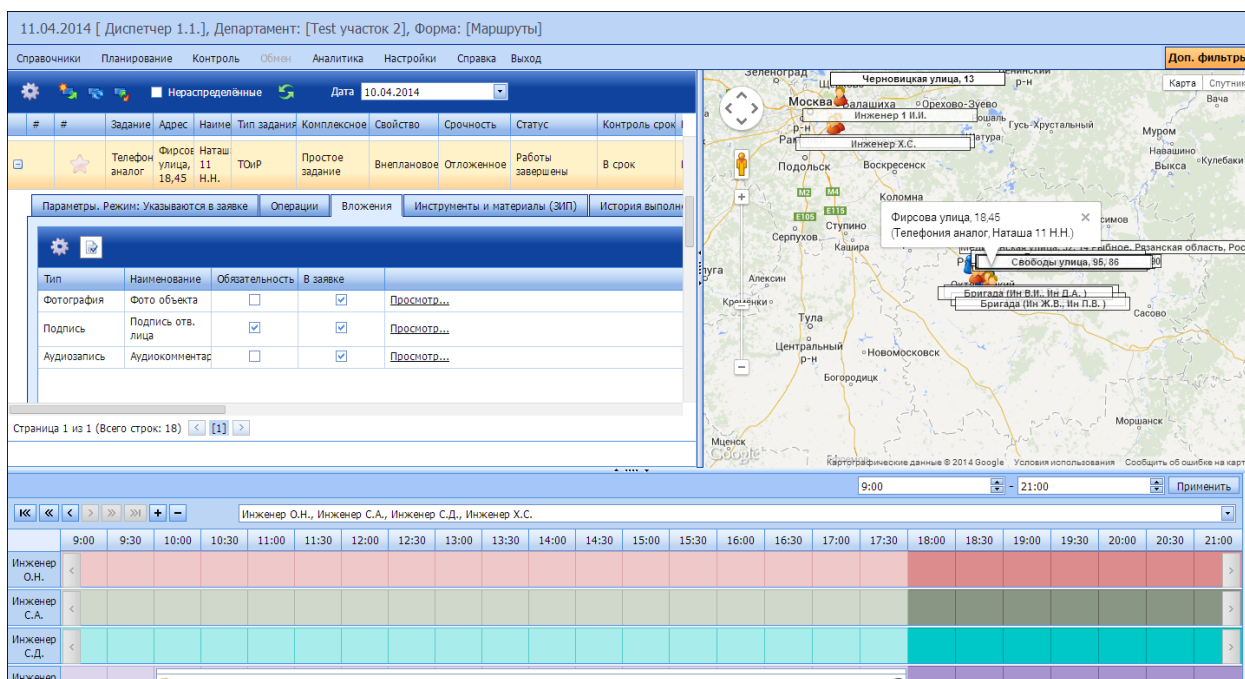 11.04.2014 [ Диспетчер 1.1.], Департамент: [Test участок 2], Форма: [Маршруты]
Справочники Планирование Контроль Обмен Аналитика Настройки Справка Выход
Доп. фильтры
Нераспределённые Дата 10.04.2014
# # Задание Адрес Наиме Тип задания Комплексное Свойство Срочность Статус Контроль срок
Телефон аналог
Фирсов улица, 18,45
Наташ 11 Н.Н.
ТОиР
Простое задание
Внеплановое Отложенное
Работы завершены
В срок
Параметры. Режим: Указываются в заявке Операции Вложения Инструменты и материалы (ЗИП) История выполн
Тип Наименование Обязательность В заявке
Фотография Фото объекта Просмотр...
Подпись Подпись отв. лица Просмотр...
Аудиозапись Аудиокомментар Просмотр...
Страница 1 из 1 (Всего строк: 18) < [1] >
Карта Спутник
Зеленоград
Черновицкая улица, 13
р-н
Москва Балашиха Орехово-Зуево
Вача
Инженер 1 И.И.
р-н
Гусь-Хрустальный
Муром
Инженер Х.С.
Навашино
Подольск Воскресенск
Выкса Кулебаки
M2 M4
Коломна
E105 E115
Ступино
Серпухов
Кашира
Фирсова улица, 18,45
(Телефония аналог, Наташа 11 Н.Н.)
Свободы улица, 95, 86
Алексин
Бригада (Ин В.И., Ин Д.А. )
Бригада (Ин Ж.В., Ин П.В. )
Сасово
Тула
Центральный
р-н
Новомосковск
Богородицк
Моршанск
Мценск
Google
Картографические данные © 2014 Google Условия использования Сообщить об ошибке на карт
9:00 - 21:00 Применить
Инженер О.Н., Инженер С.А., Инженер С.Д., Инженер Х.С.
9:00 9:30 10:00 10:30 11:00 11:30 12:00 12:30 13:00 13:30 14:00 14:30 15:00 15:30 16:00 16:30 17:00 17:30 18:00 18:30 19:00 19:30 20:00 20:30 21:00
Инженер О.Н.
Инженер С.А.
Инженер С.Д.
Инженер